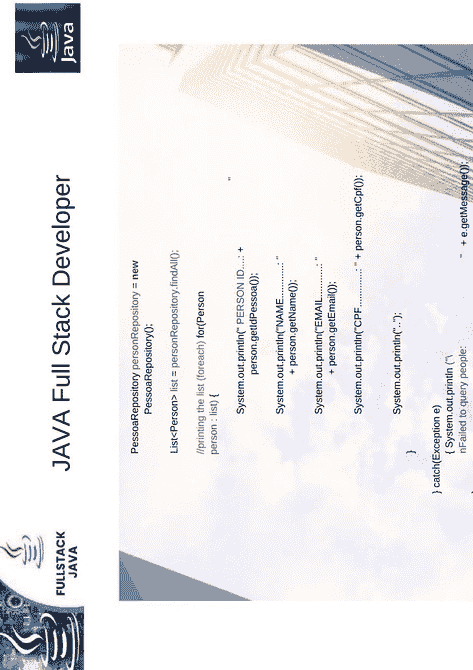 FULLSTACK
JAVA
JAVA Full Stack Developer
Java
PessoaRepository personRepository = new
PessoaRepository();
List<Person> list = personRepository.findAll();
//printing the list (foreach) for(Person
person : list) {
"
System.out.println(" PERSON ID....: +
person.getIdPessoa());
System.out.println("NAME............: "
+ person.getName());
System.out.println("EMAIL............: "
+ person.getEmail());
System.out.println("CPF..............: " + person.getCpf());
System.out.println("..");
}
} catch(Exception e)
{ System.out.println ("\
nFailed to query people: " + e.getMessage());